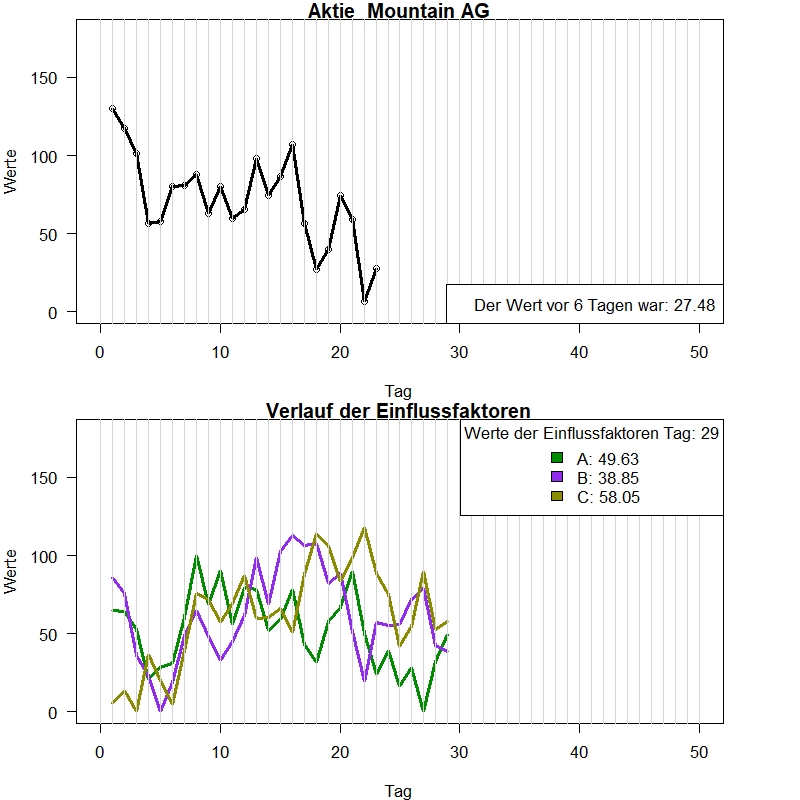 Aktie  Mountain AG
Werte
150
100
50
0
Der Wert vor 6 Tagen war: 27.48
0 10 20 30 40 50
Tag
Verlauf der Einflussfaktoren
Werte
150
100
50
0
Werte der Einflussfaktoren Tag: 29
A: 49.63
B: 38.85
C: 58.05
0 10 20 30 40 50
Tag